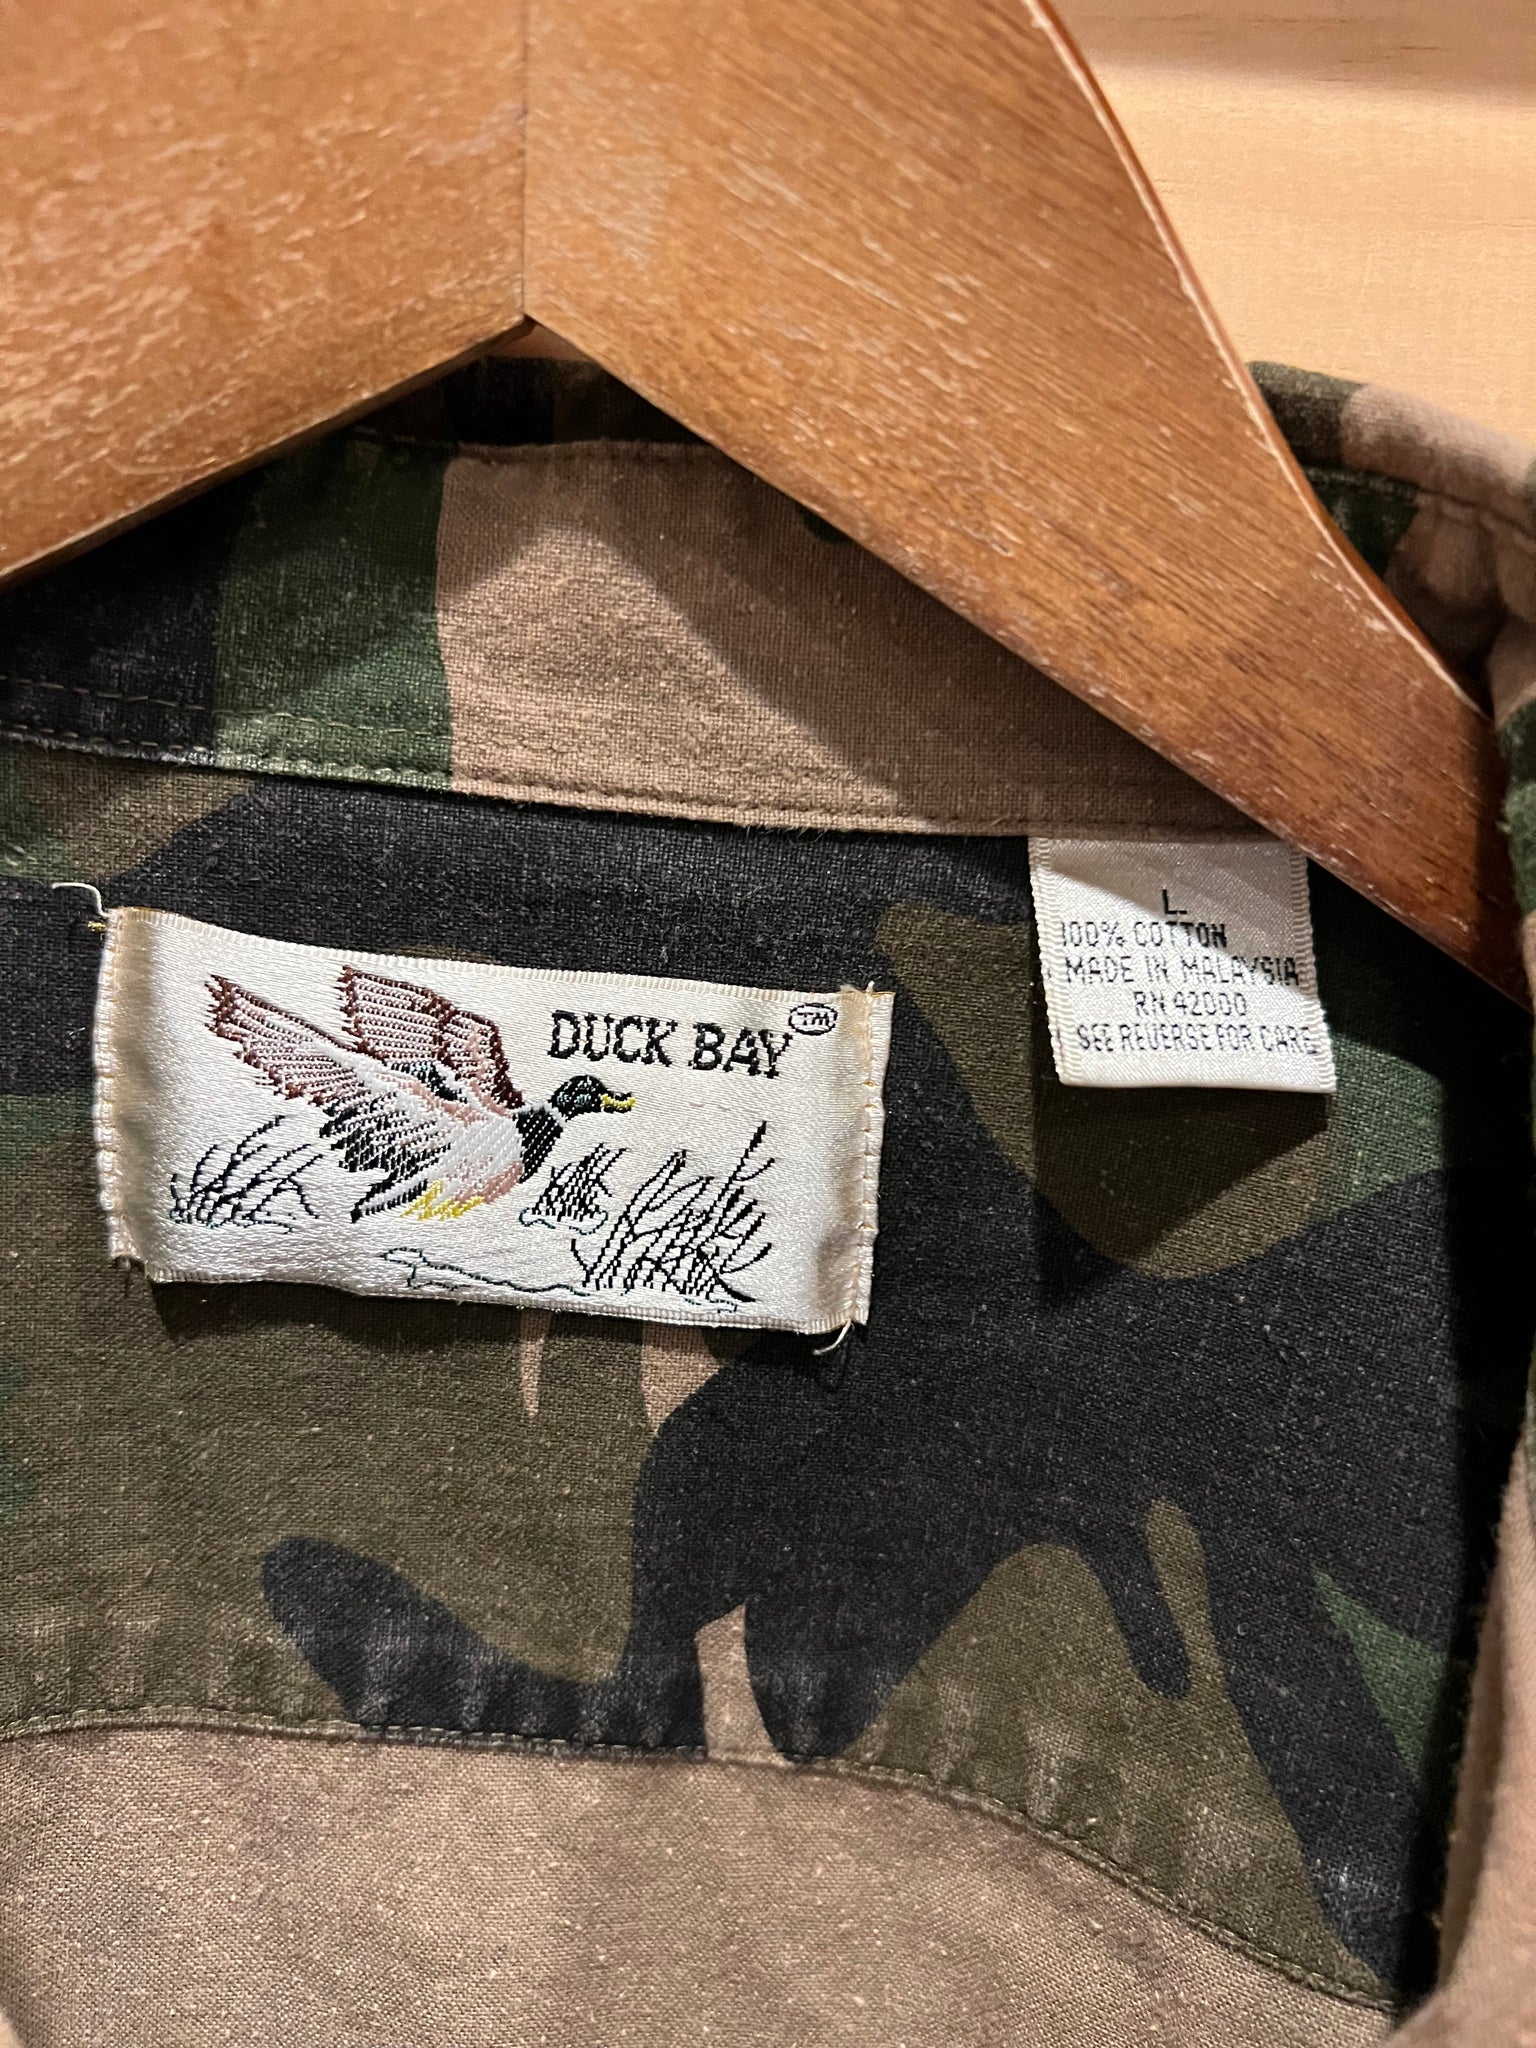 DUCK BAY TM
L.
100% COTTON
MADE IN MALAYSIA
RN 42000
SEE REVERSE FOR CARE